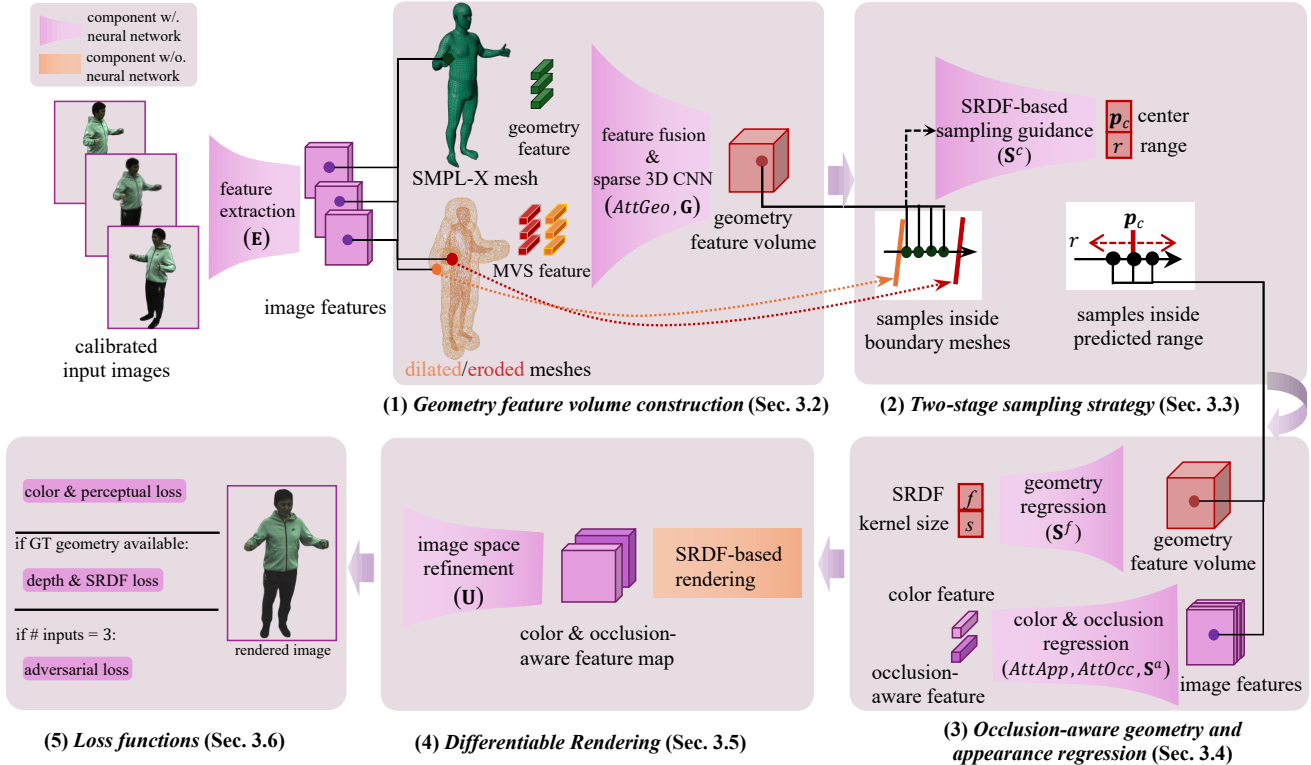 component w/.
neural network
component w/o.
neural network
calibrated
input images
feature
extraction
(E)
image features
SMPL-X mesh
geometry
feature
MVS feature
dilated/eroded meshes
feature fusion
&
sparse 3D CNN
(AttGeo, G)
geometry
feature volume
(1) Geometry feature volume construction (Sec. 3.2)
SRDF-based
sampling guidance
(S^c)
p_c center
r range
samples inside
boundary meshes
p_c
r
samples inside
predicted range
(2) Two-stage sampling strategy (Sec. 3.3)
SRDF f
kernel size s
geometry
regression
(S^f)
geometry
feature volume
color feature
occlusion-
aware feature
color & occlusion
regression
(AttApp, AttOcc, S^a)
image features
(3) Occlusion-aware geometry and
appearance regression (Sec. 3.4)
image space
refinement
(U)
color & occlusion-
aware feature map
SRDF-based
rendering
(4) Differentiable Rendering (Sec. 3.5)
color & perceptual loss
if GT geometry available:
depth & SRDF loss
if # inputs = 3:
adversarial loss
rendered image
(5) Loss functions (Sec. 3.6)